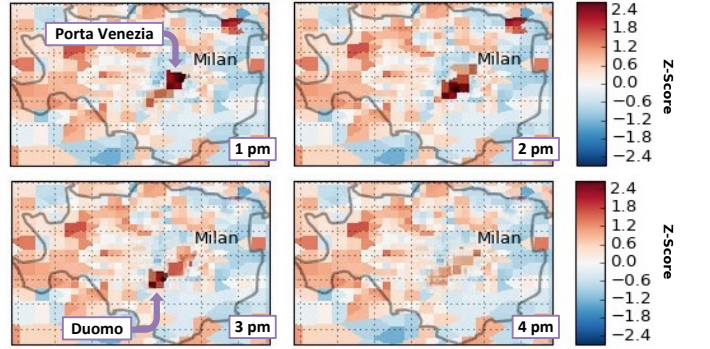 Porta Venezia
Milan
1 pm
Milan
2 pm
2.4
1.8
1.2
0.6
0.0
−0.6
−1.2
−1.8
−2.4
Z-Score
Milan
Duomo
3 pm
Milan
4 pm
2.4
1.8
1.2
0.6
0.0
−0.6
−1.2
−1.8
−2.4
Z-Score